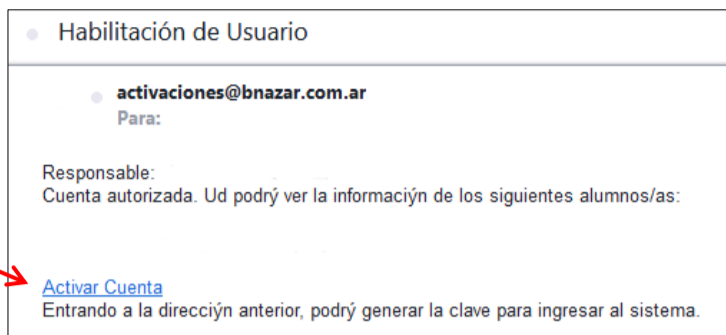 Habilitación de Usuario
activaciones@bnazar.com.ar
Para:
Responsable:
Cuenta autorizada. Ud podrý ver la informaciýn de los siguientes alumnos/as:
Activar Cuenta
Entrando a la direcciýn anterior, podrý generar la clave para ingresar al sistema.